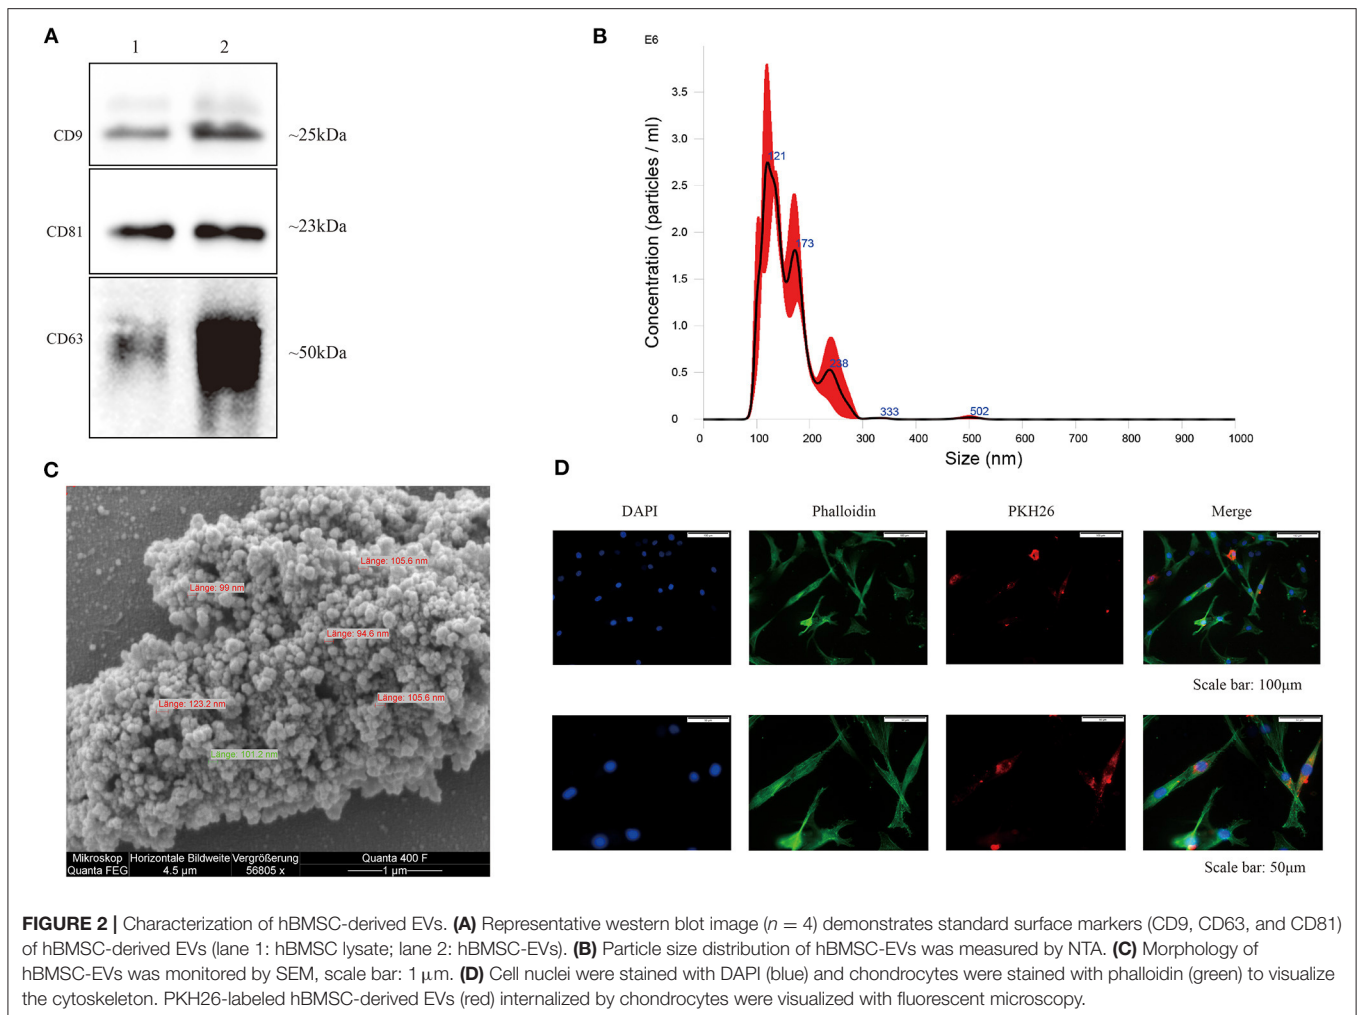 A
1 2
CD9
~25kDa
CD81
~23kDa
CD63
~50kDa
B
E6
Concentration (particles / ml)
3.5
3.0
2.5
2.0
1.5
1.0
0.5
0
121
173
238
333
502
0 100 200 300 400 500 600 700 800 900 1000
Size (nm)
C
Länge: 105.6 nm
Länge: 99 nm
Länge: 94.6 nm
Länge: 105.6 nm
Länge: 123.2 nm
Länge: 101.2 nm
Mikroskop Horizontale Bildweite Vergrößerung Quanta 400 F
Quanta FEG 4.5 µm 56805 x 1 µm
D
DAPI Phalloidin PKH26 Merge
Scale bar: 100µm
Scale bar: 50µm
FIGURE 2 | Characterization of hBMSC-derived EVs. (A) Representative western blot image (n = 4) demonstrates standard surface markers (CD9, CD63, and CD81)
of hBMSC-derived EVs (lane 1: hBMSC lysate; lane 2: hBMSC-EVs). (B) Particle size distribution of hBMSC-EVs was measured by NTA. (C) Morphology of
hBMSC-EVs was monitored by SEM, scale bar: 1 µm. (D) Cell nuclei were stained with DAPI (blue) and chondrocytes were stained with phalloidin (green) to visualize
the cytoskeleton. PKH26-labeled hBMSC-derived EVs (red) internalized by chondrocytes were visualized with fluorescent microscopy.